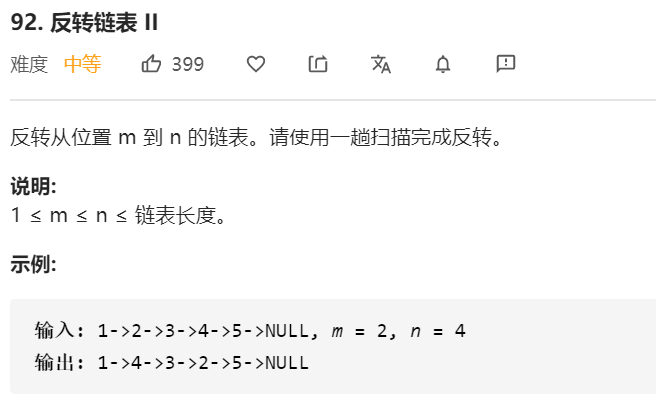 92. 反转链表 II
难度 中等 399
反转从位置 m 到 n 的链表。请使用一趟扫描完成反转。
说明:
1 ≤ m ≤ n ≤ 链表长度。
示例:
输入: 1->2->3->4->5->NULL, m = 2, n = 4
输出: 1->4->3->2->5->NULL